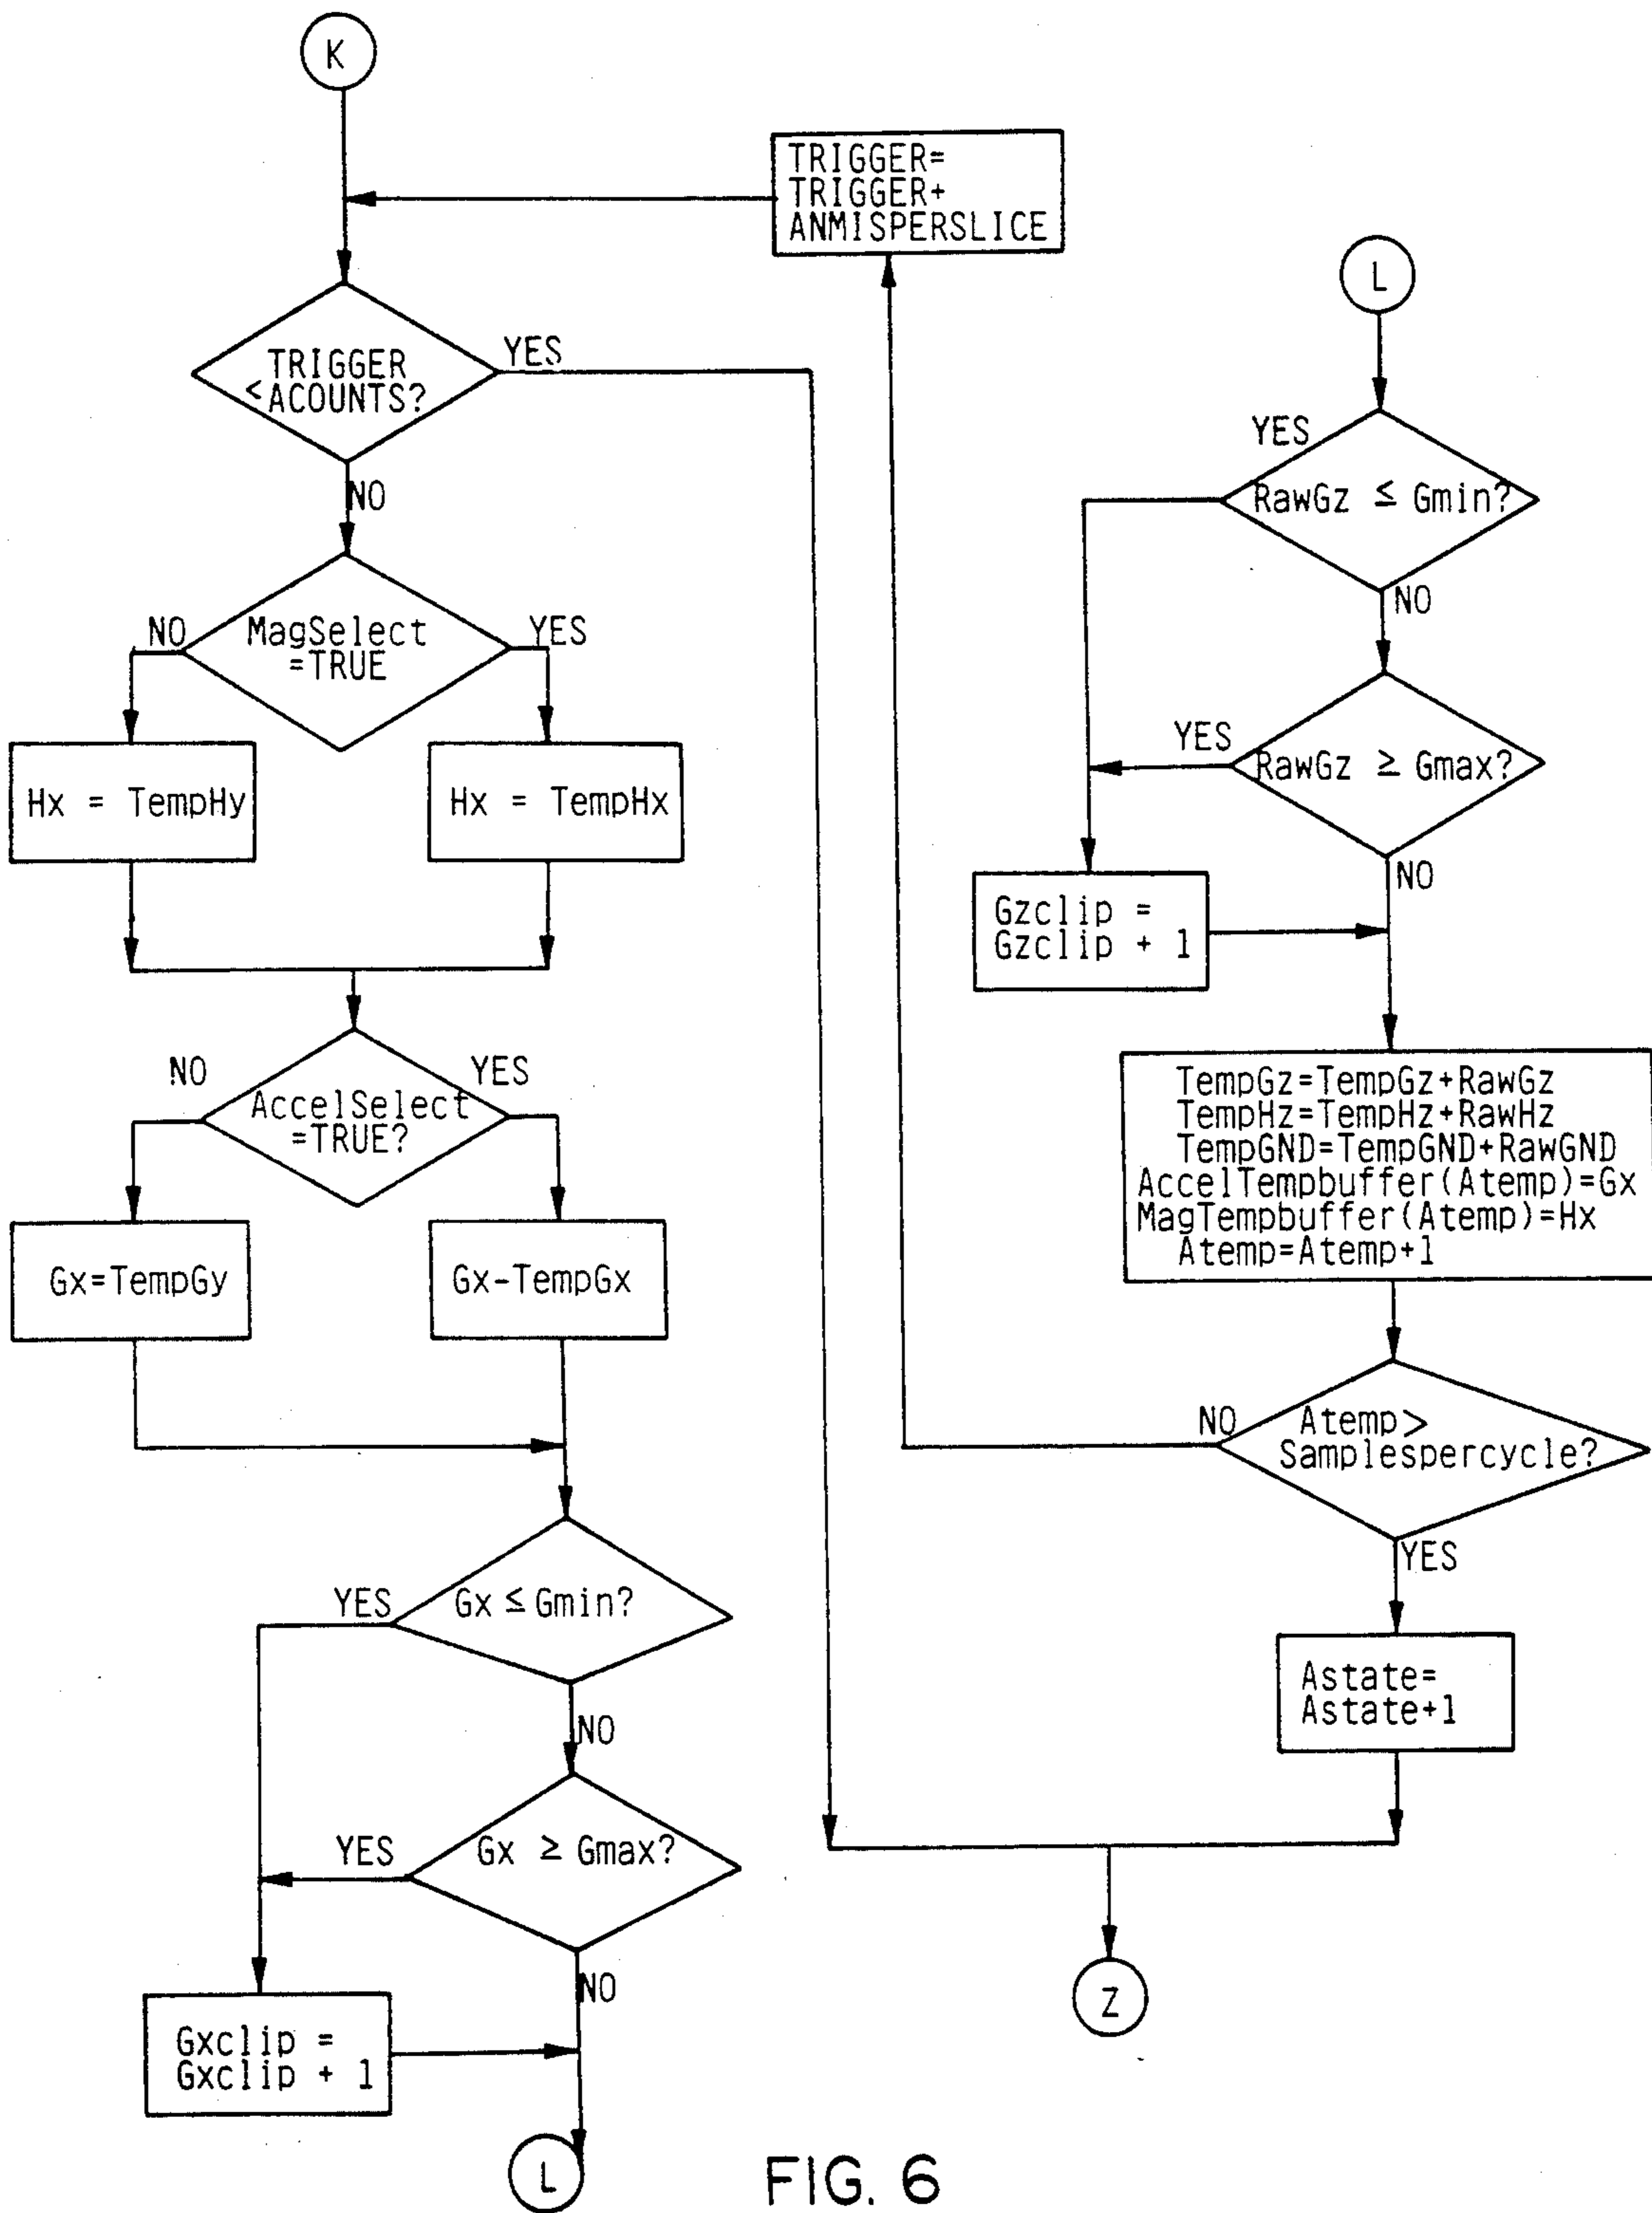 K
TRIGGER=
TRIGGER+
ANMISPERSLICE
TRIGGER
<ACOUNTS?
YES
NO
MagSelect
=TRUE
NO
YES
Hx = TempHy
Hx = TempHx
AccelSelect
=TRUE?
NO
YES
Gx=TempGy
Gx-TempGx
Gx ≤ Gmin?
YES
NO
Gx ≥ Gmax?
YES
NO
Gxclip =
Gxclip + 1
L
L
YES
RawGz ≤ Gmin?
NO
YES
RawGz ≥ Gmax?
NO
Gzclip =
Gzclip + 1
TempGz=TempGz+RawGz
TempHz=TempHz+RawHz
TempGND=TempGND+RawGND
AccelTempbuffer(Atemp)=Gx
MagTempbuffer(Atemp)=Hx
Atemp=Atemp+1
NO
Atemp>
Samplespercycle?
YES
Astate=
Astate+1
Z
FIG. 6